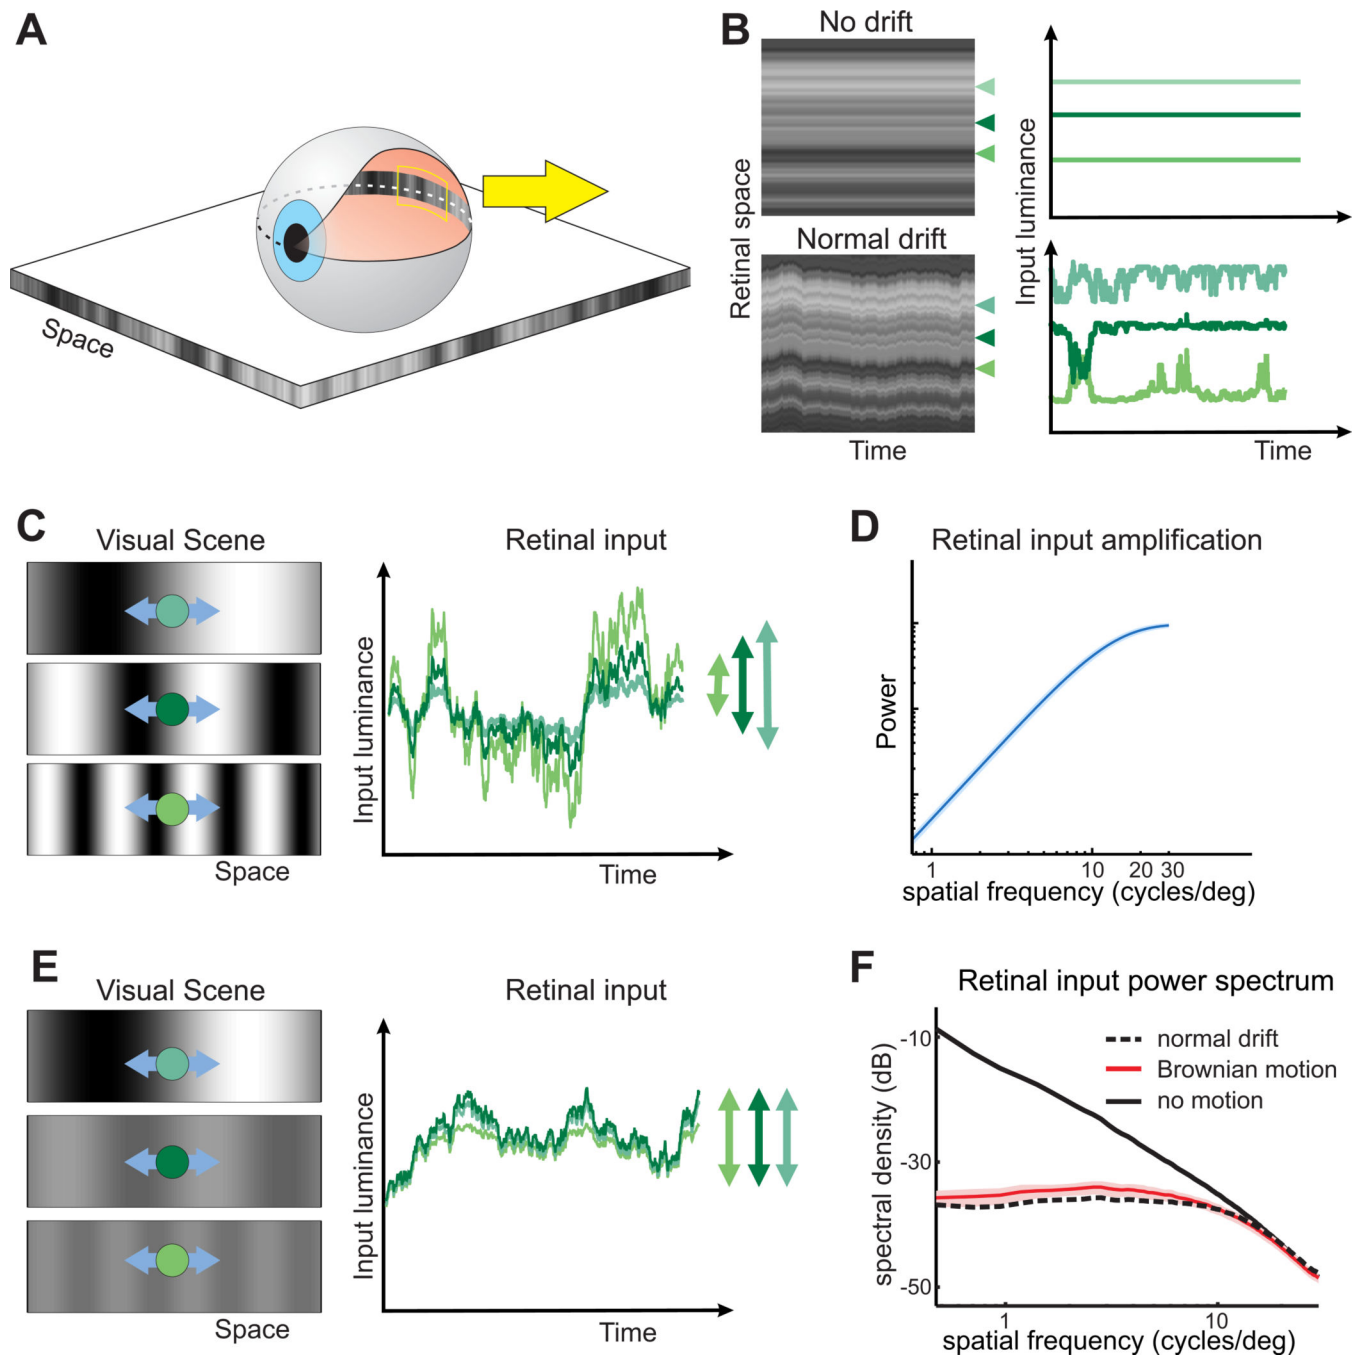 A
Space
B
No drift
Normal drift
Retinal space
Time
Input luminance
Time
C
Visual Scene
Space
Retinal input
Input luminance
Time
D
Retinal input amplification
Power
1
10
20
30
spatial frequency (cycles/deg)
E
Visual Scene
Space
Retinal input
Input luminance
Time
F
Retinal input power spectrum
normal drift
Brownian motion
no motion
spectral density (dB)
-10
-30
-50
1
10
spatial frequency (cycles/deg)